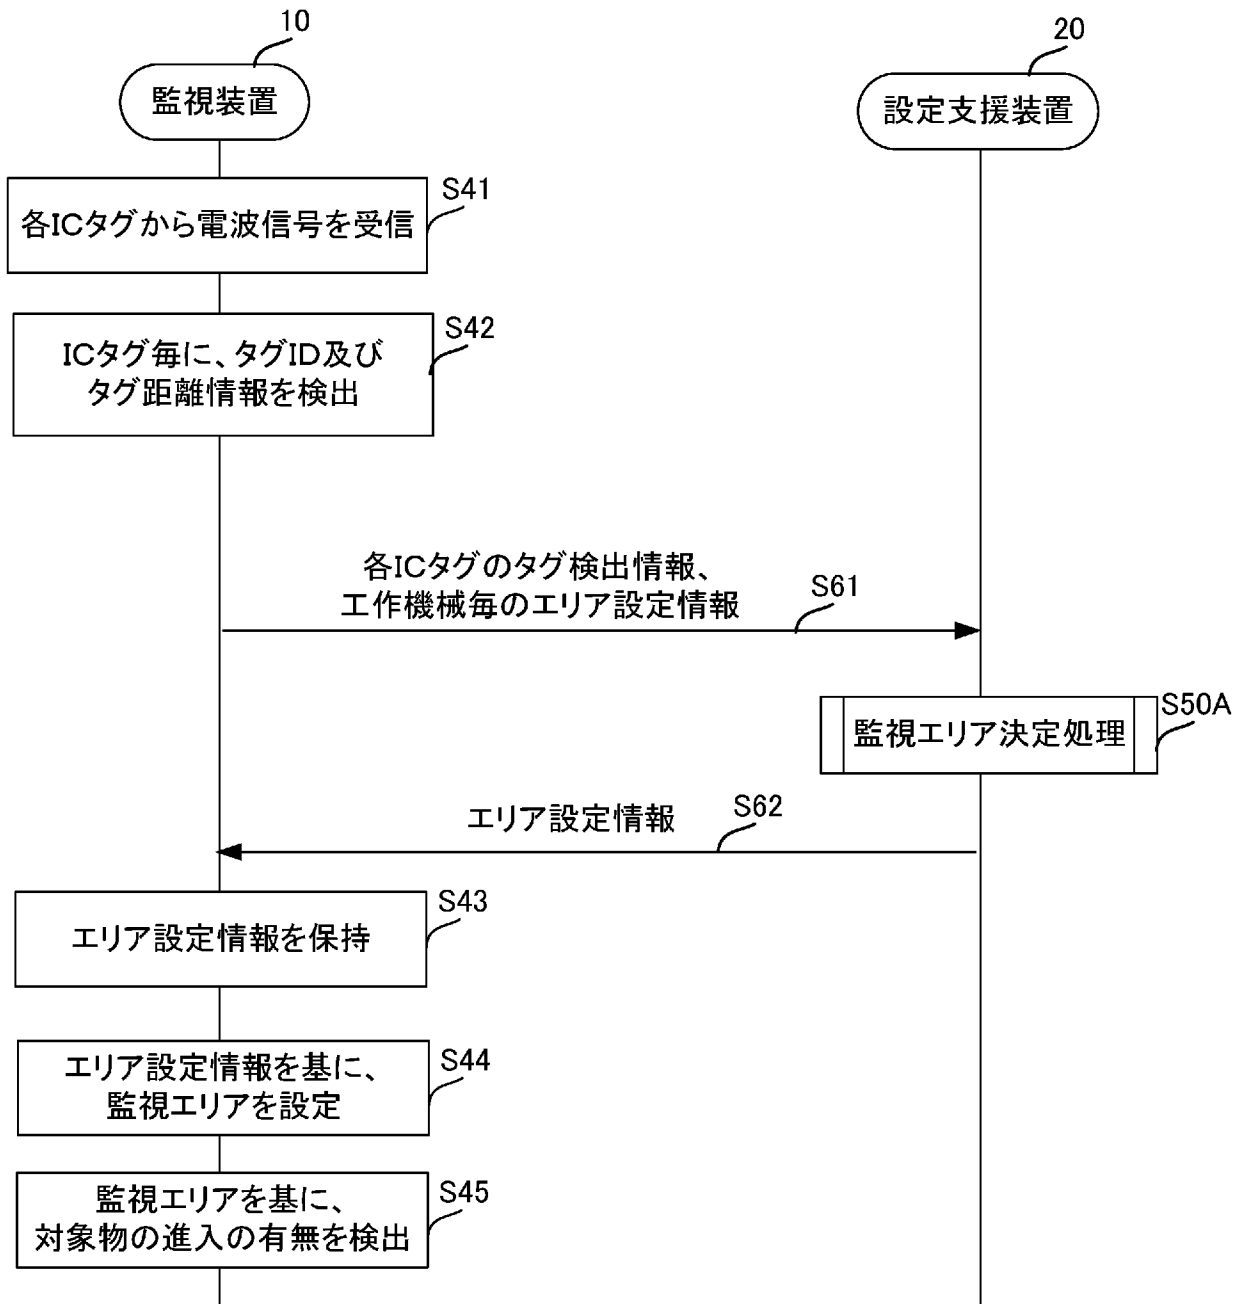 10
20
監視装置
設定支援装置
S41
各ICタグから電波信号を受信
S42
ICタグ毎に、タグID及び
タグ距離情報を検出
各ICタグのタグ検出情報、
工作機械毎のエリア設定情報
S61
S50A
監視エリア決定処理
エリア設定情報
S62
S43
エリア設定情報を保持
S44
エリア設定情報を基に、
監視エリアを設定
S45
監視エリアを基に、
対象物の進入の有無を検出